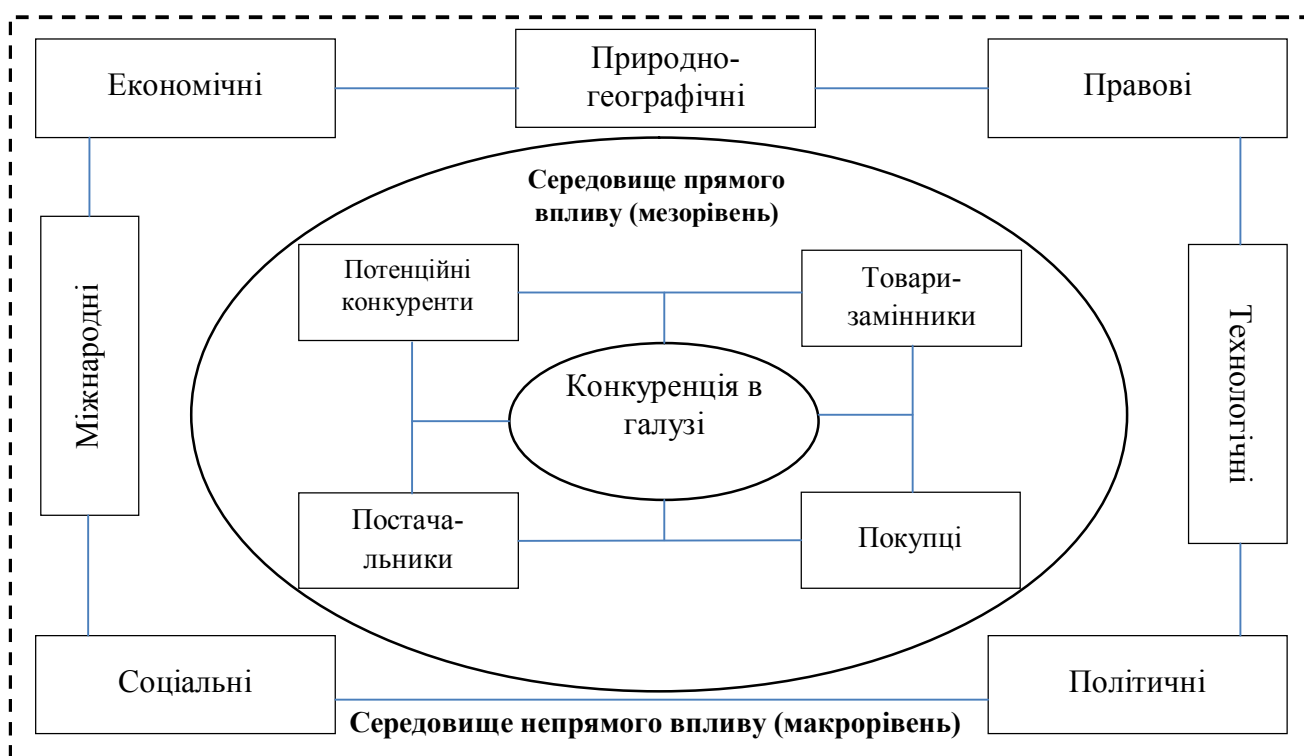 Економічні
Природно-
географічні
Правові
Середовище прямого
впливу (мезорівень)
Потенційні
конкуренти
Товари-
замінники
Міжнародні
Конкуренція в
галузі
Технологічні
Постача-
льники
Покупці
Соціальні
Політичні
Середовище непрямого впливу (макрорівень)